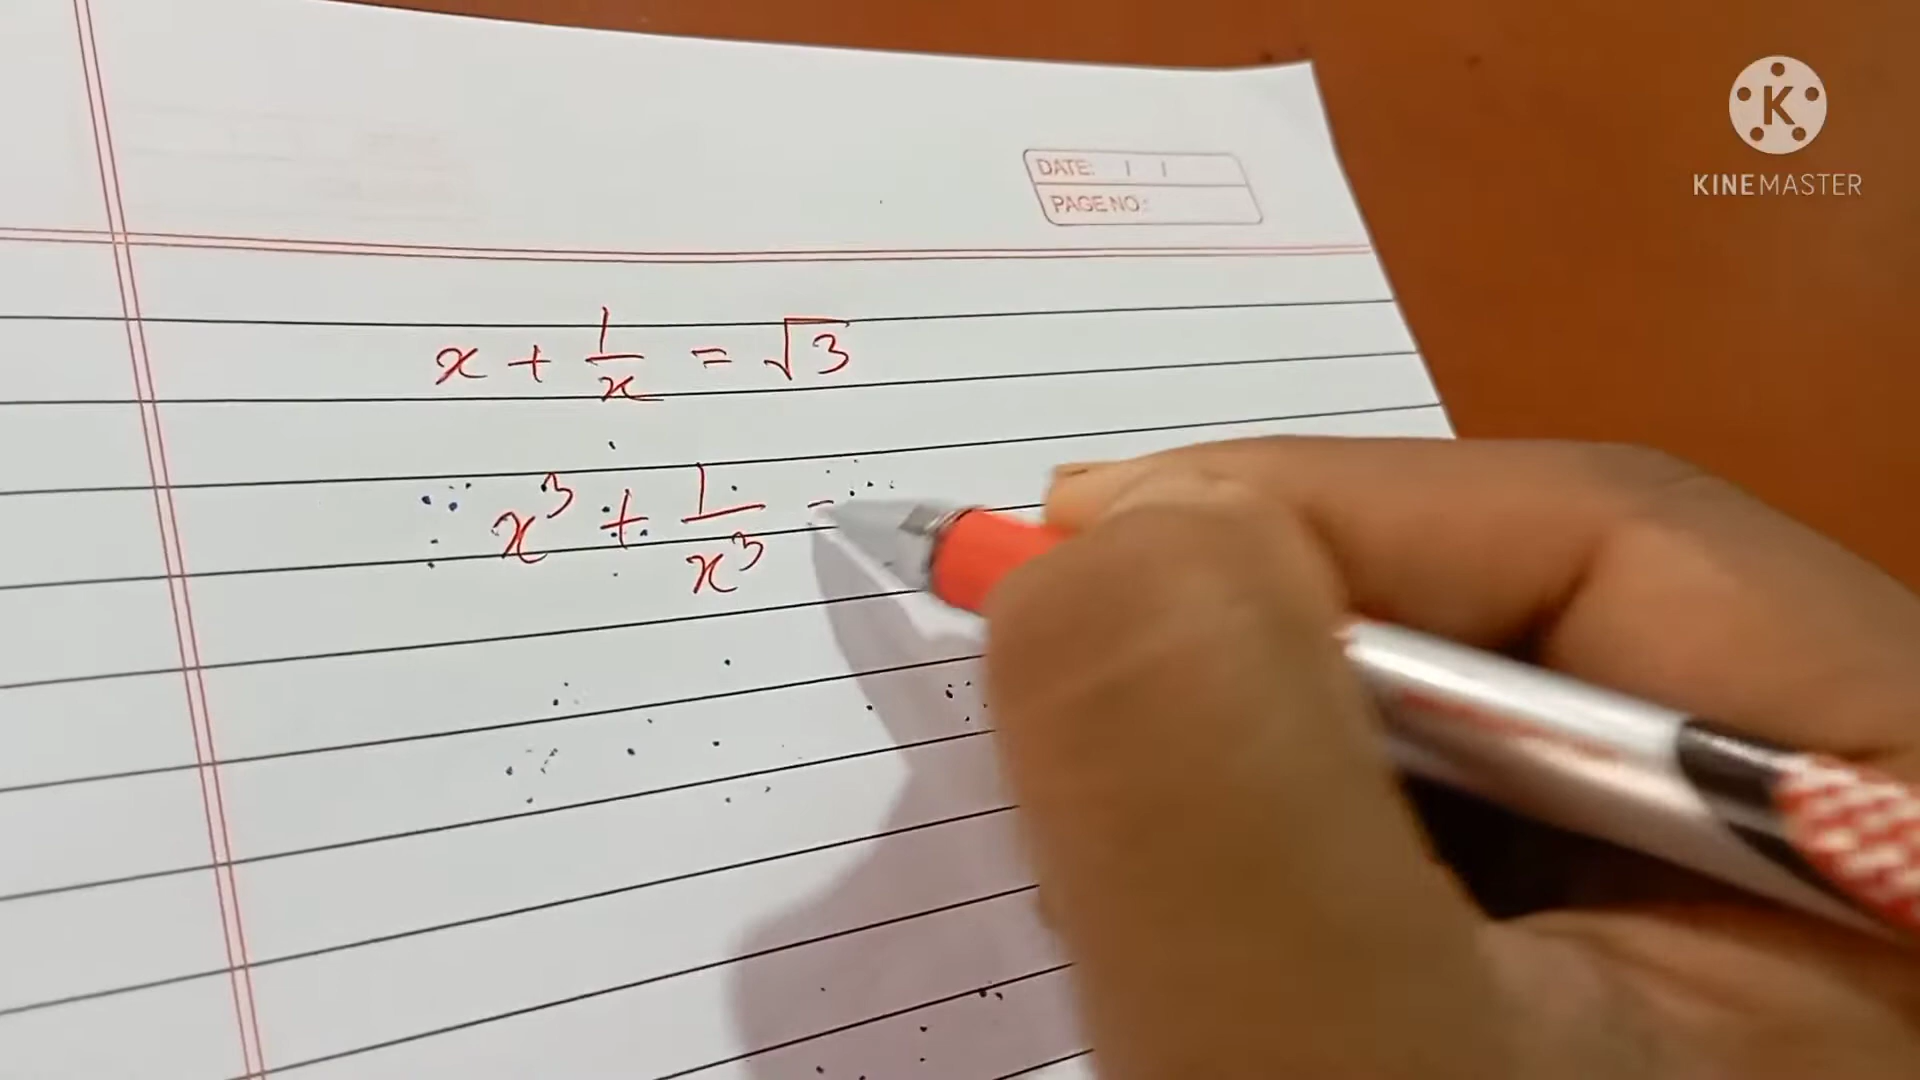 KINEMASTER
DATE: / /
PAGE NO.:
x + 1/x = √3
x³ + 1/x³ =